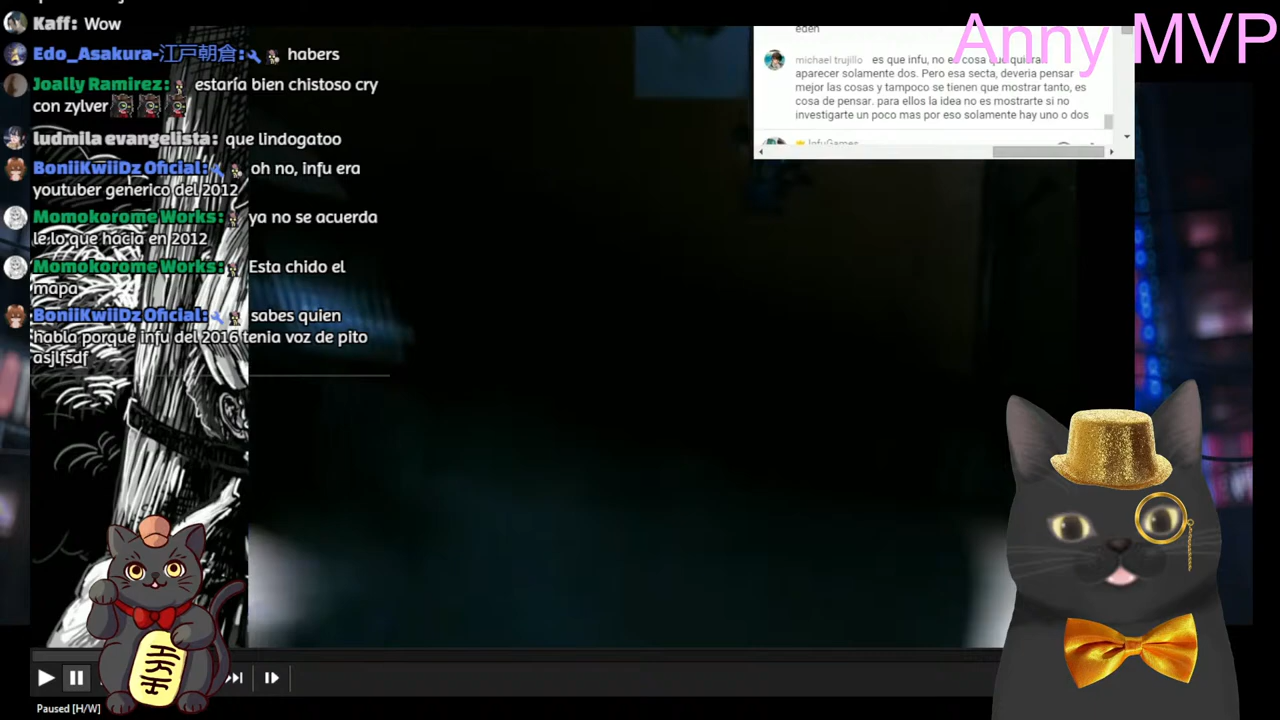 Kaff: Wow
Edo_Asakura-江戸朝倉: habers
Joally Ramirez: estaría bien chistoso cry
con zylver
ludmila evangelista: que lindogatoo
BoniiKwiiDz Oficial: oh no, infu era
youtuber generico del 2012
Momokorome Works: ya no se acuerda
le lo que hacia en 2012
Momokorome Works: Esta chido el
mapa
BoniiKwiiDz Oficial: sabes quien
habla porque infu del 2016 tenia voz de pito
asjlfsdf
Anny MVP
eden
michael trujillo es que infu, no es cosa que quiera
aparecer solamente dos. Pero esa secta, deveria pensar
mejor las cosas y tampoco se tienen que mostrar tanto, es
cosa de pensar. para ellos la idea no es mostrarte si no
investigarte un poco mas por eso solamente hay uno o dos
InfuGames
Paused [H/W]